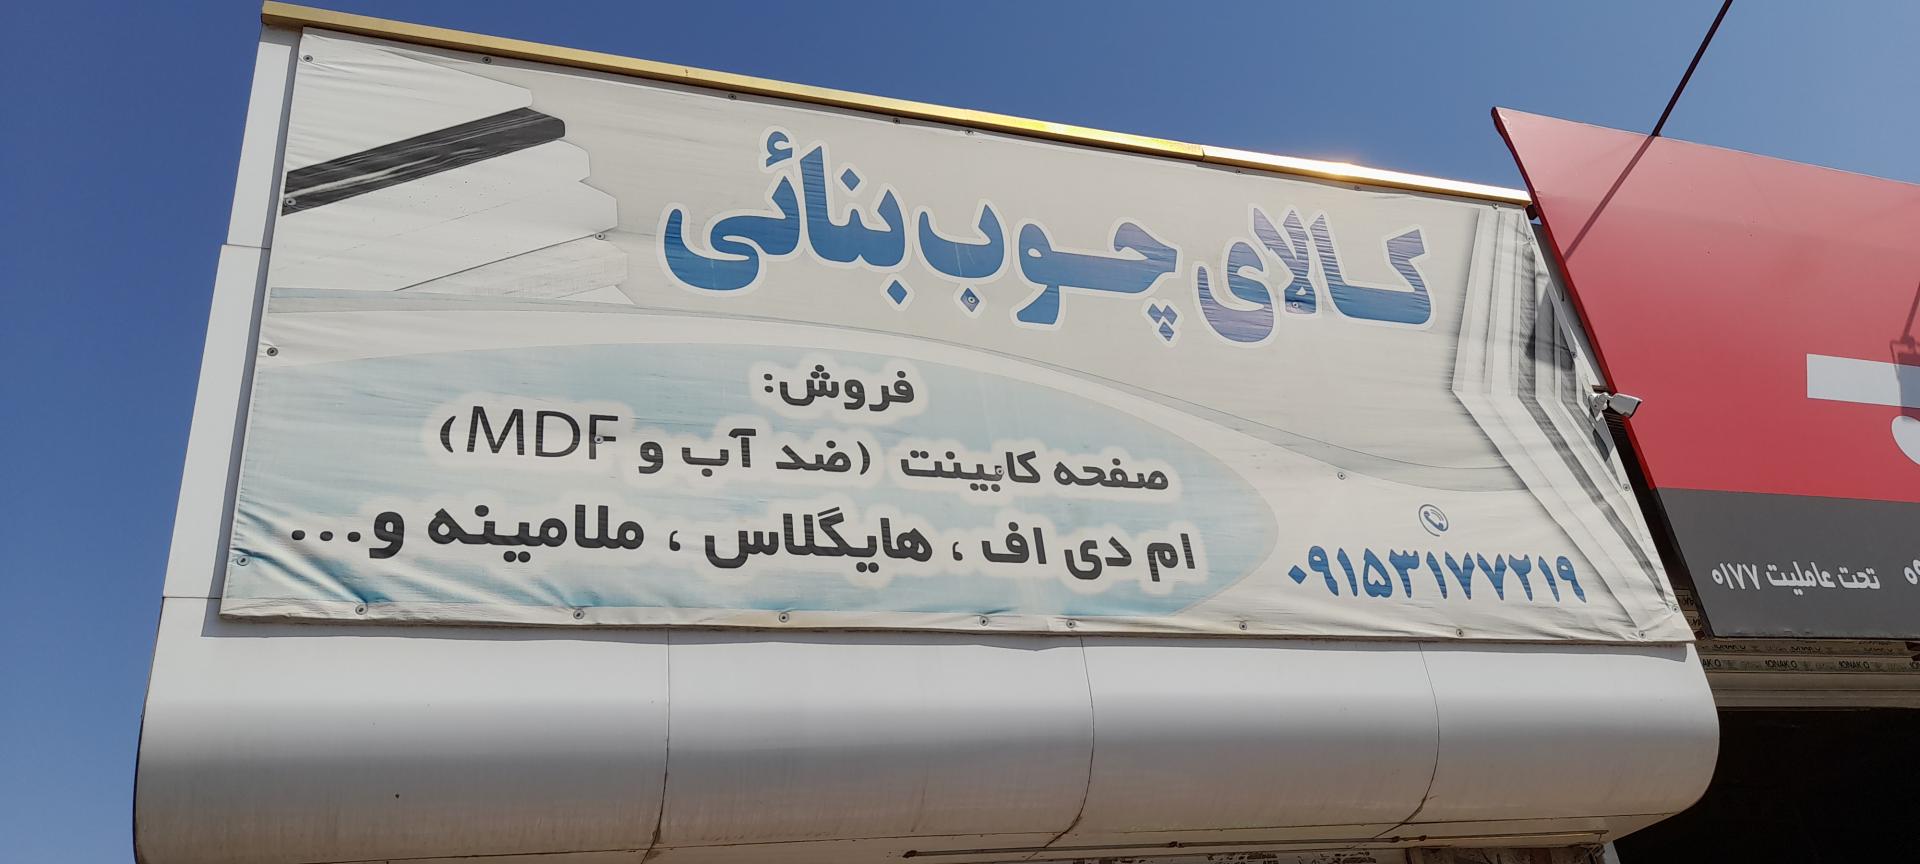 کالای چوب بنائی
فروش:
صفحه کابینت (ضد آب و MDF)
ام دی اف ، هایگلاس ، ملامینه و...
۰۹۱۵۳۱۷۷۲۱۹
تحت عاملیت ۰۱۷۷